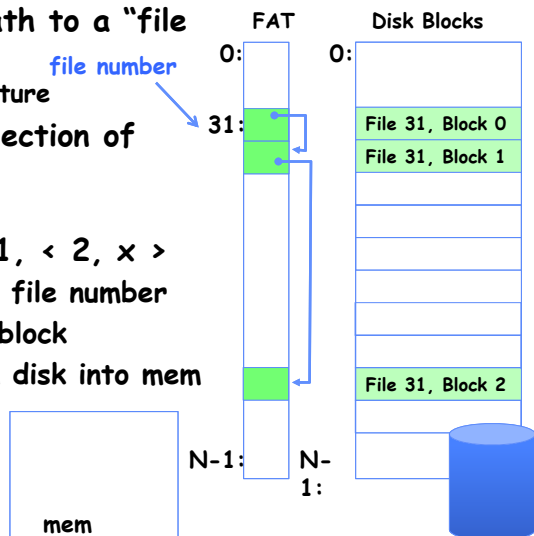 ath to a “file
file number
ture
ection of
1, < 2, x >
file number
block
disk into mem
mem
FAT
Disk Blocks
0:
0:
31:
File 31, Block 0
File 31, Block 1
File 31, Block 2
N-1:
N-
1: